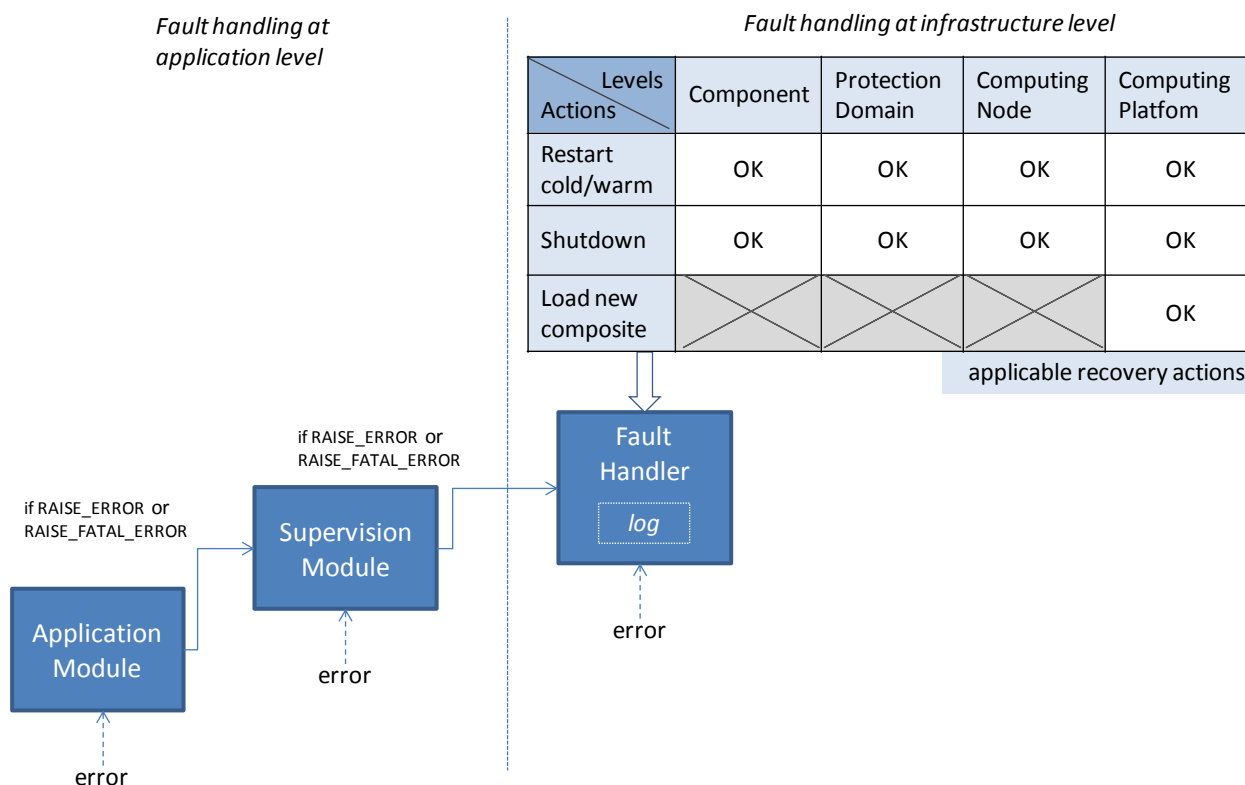 Fault handling at
application level
Fault handling at infrastructure level
Levels
Actions
Component
Protection
Domain
Computing
Node
Computing
Platfom
Restart
cold/warm
OK
OK
OK
OK
Shutdown
OK
OK
OK
OK
Load new
composite
OK
applicable recovery actions
if RAISE_ERROR or
RAISE_FATAL_ERROR
Fault
Handler
log
if RAISE_ERROR or
RAISE_FATAL_ERROR
Supervision
Module
Application
Module
error
error
error